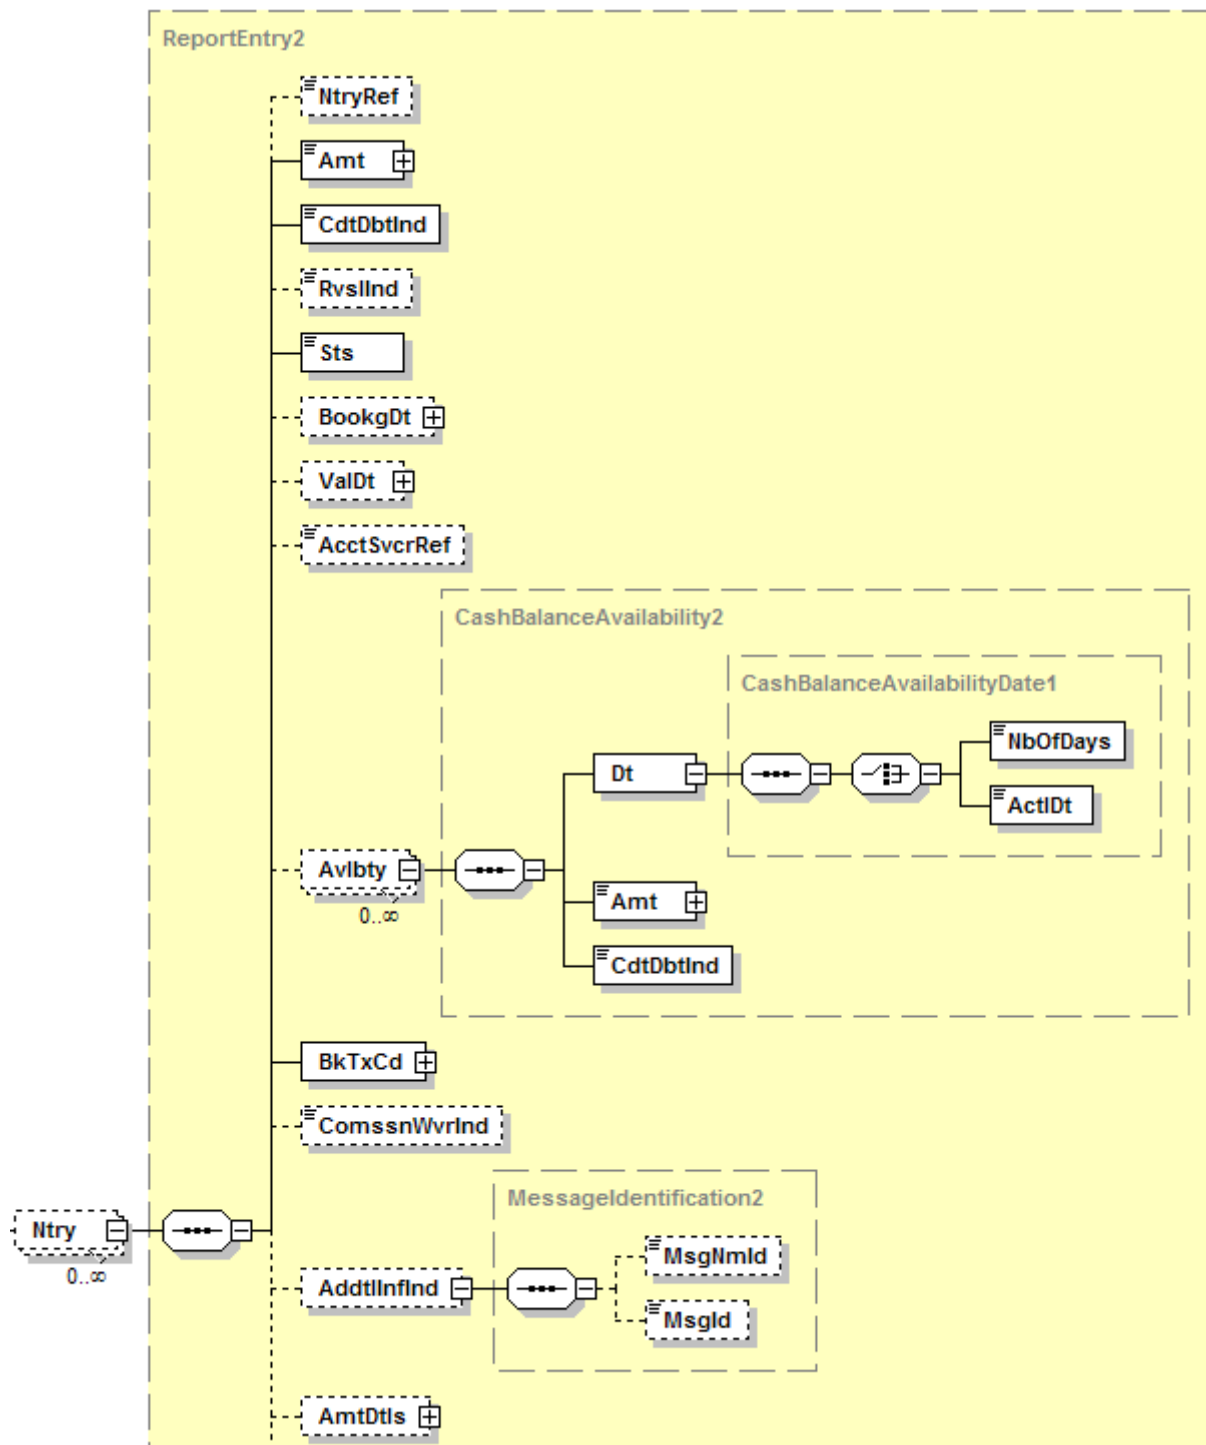 ReportEntry2
NtryRef
Amt
CdtDbtInd
RvslInd
Sts
BookgDt
ValDt
AcctSvcrRef
CashBalanceAvailability2
CashBalanceAvailabilityDate1
NbOfDays
Dt
ActlDt
Avlbty
0..∞
Amt
CdtDbtInd
BkTxCd
ComssnWvrInd
MessageIdentification2
Ntry
0..∞
MsgNmId
AddtlInfInd
MsgId
AmtDtls